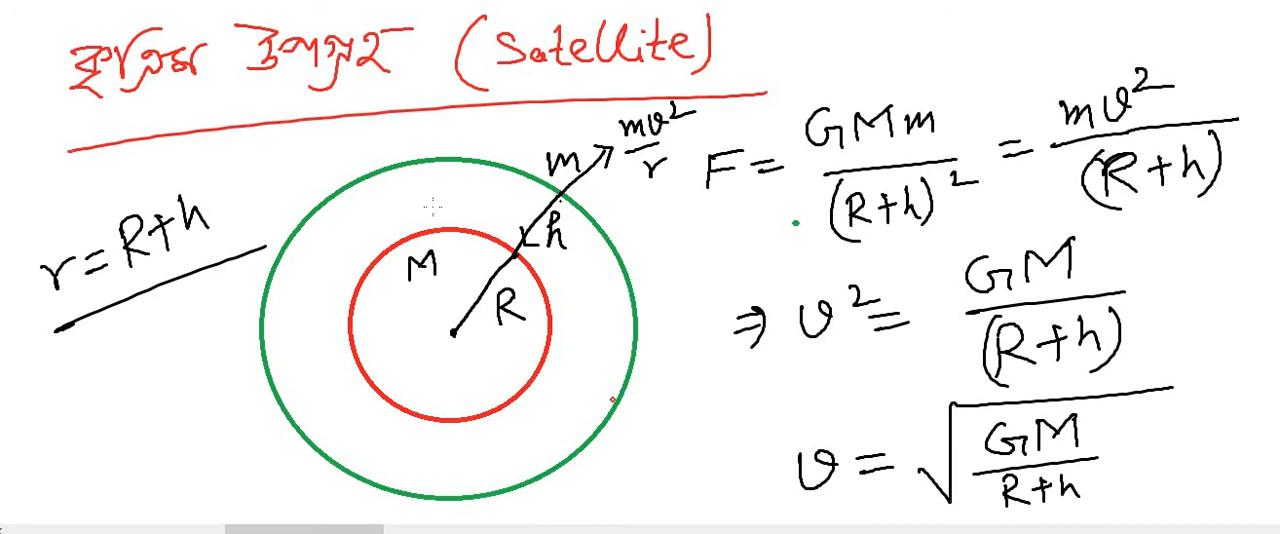 কৃত্রিম উপগ্রহ (Satellite)
r = R+h
M
R
h
m
mv²/r
F = GMm/(R+h)² = mv²/(R+h)
⇒ v² = GM/(R+h)
v = √(GM/R+h)